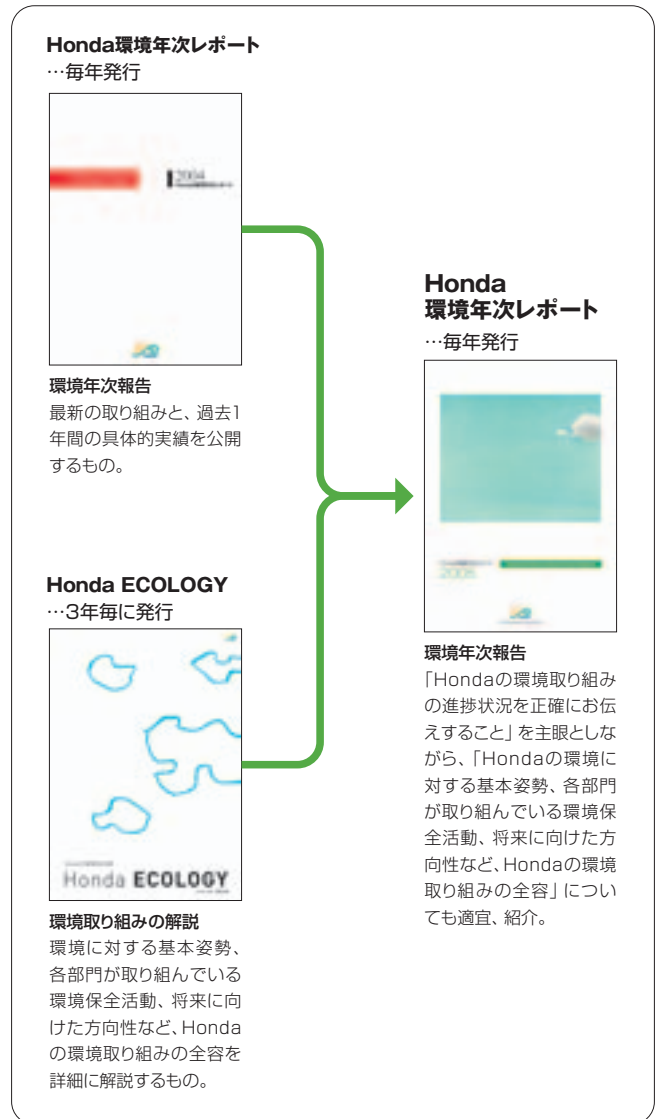 Honda環境年次レポート
…毎年発行
2004
環境年次報告
最新の取り組みと、過去1
年間の具体的実績を公開
するもの。
Honda ECOLOGY
…3年毎に発行
Honda ECOLOGY
環境取り組みの解説
環境に対する基本姿勢、
各部門が取り組んでいる
環境保全活動、将来に向
けた方向性など、Honda
の環境取り組みの全容を
詳細に解説するもの。
Honda
環境年次レポート
…毎年発行
2005
環境年次報告
「Hondaの環境取り組み
の進捗状況を正確にお伝
えすること」を主眼としな
がら、「Hondaの環境に
対する基本姿勢、各部門
が取り組んでいる環境保
全活動、将来に向けた方
向性など、Hondaの環境
取り組みの全容」につい
ても適宜、紹介。